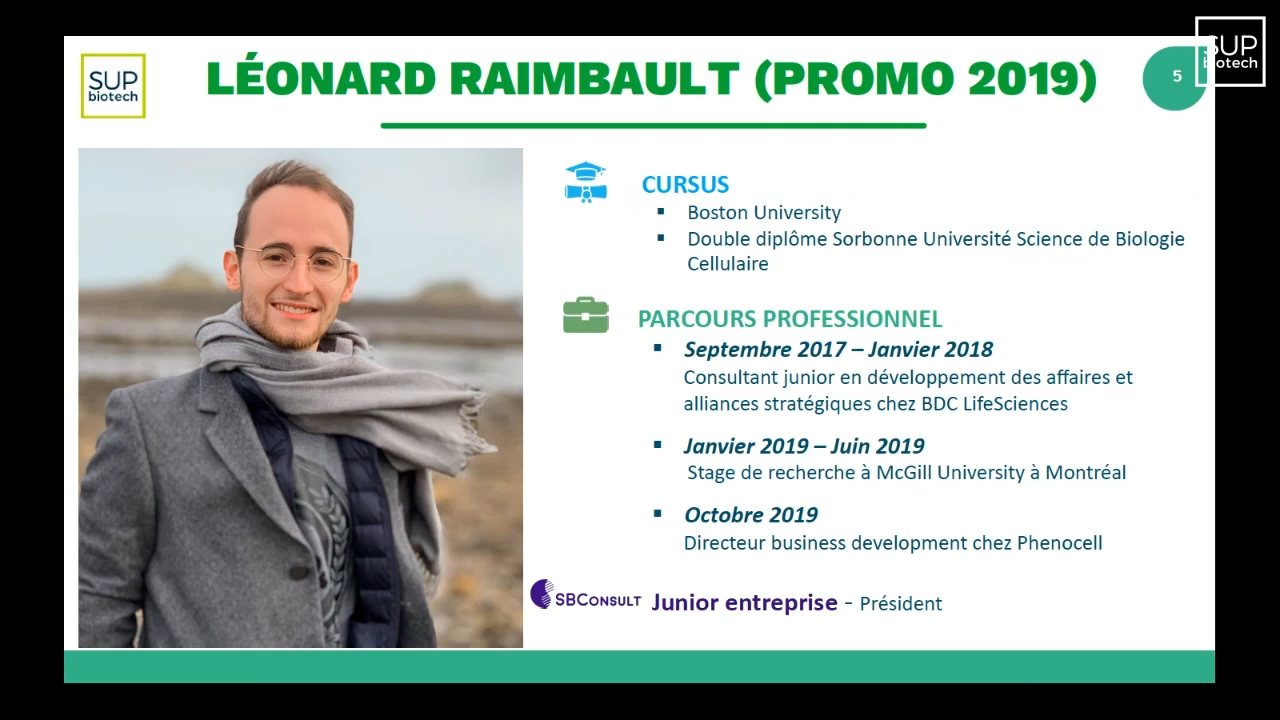 SUP
biotech
LÉONARD RAIMBAULT (PROMO 2019)
5
SUP
biotech
CURSUS
▪ Boston University
▪ Double diplôme Sorbonne Université Science de Biologie
Cellulaire
PARCOURS PROFESSIONNEL
▪ Septembre 2017 – Janvier 2018
Consultant junior en développement des affaires et
alliances stratégiques chez BDC LifeSciences
▪ Janvier 2019 – Juin 2019
Stage de recherche à McGill University à Montréal
▪ Octobre 2019
Directeur business development chez Phenocell
SBCONSULT Junior entreprise - Président